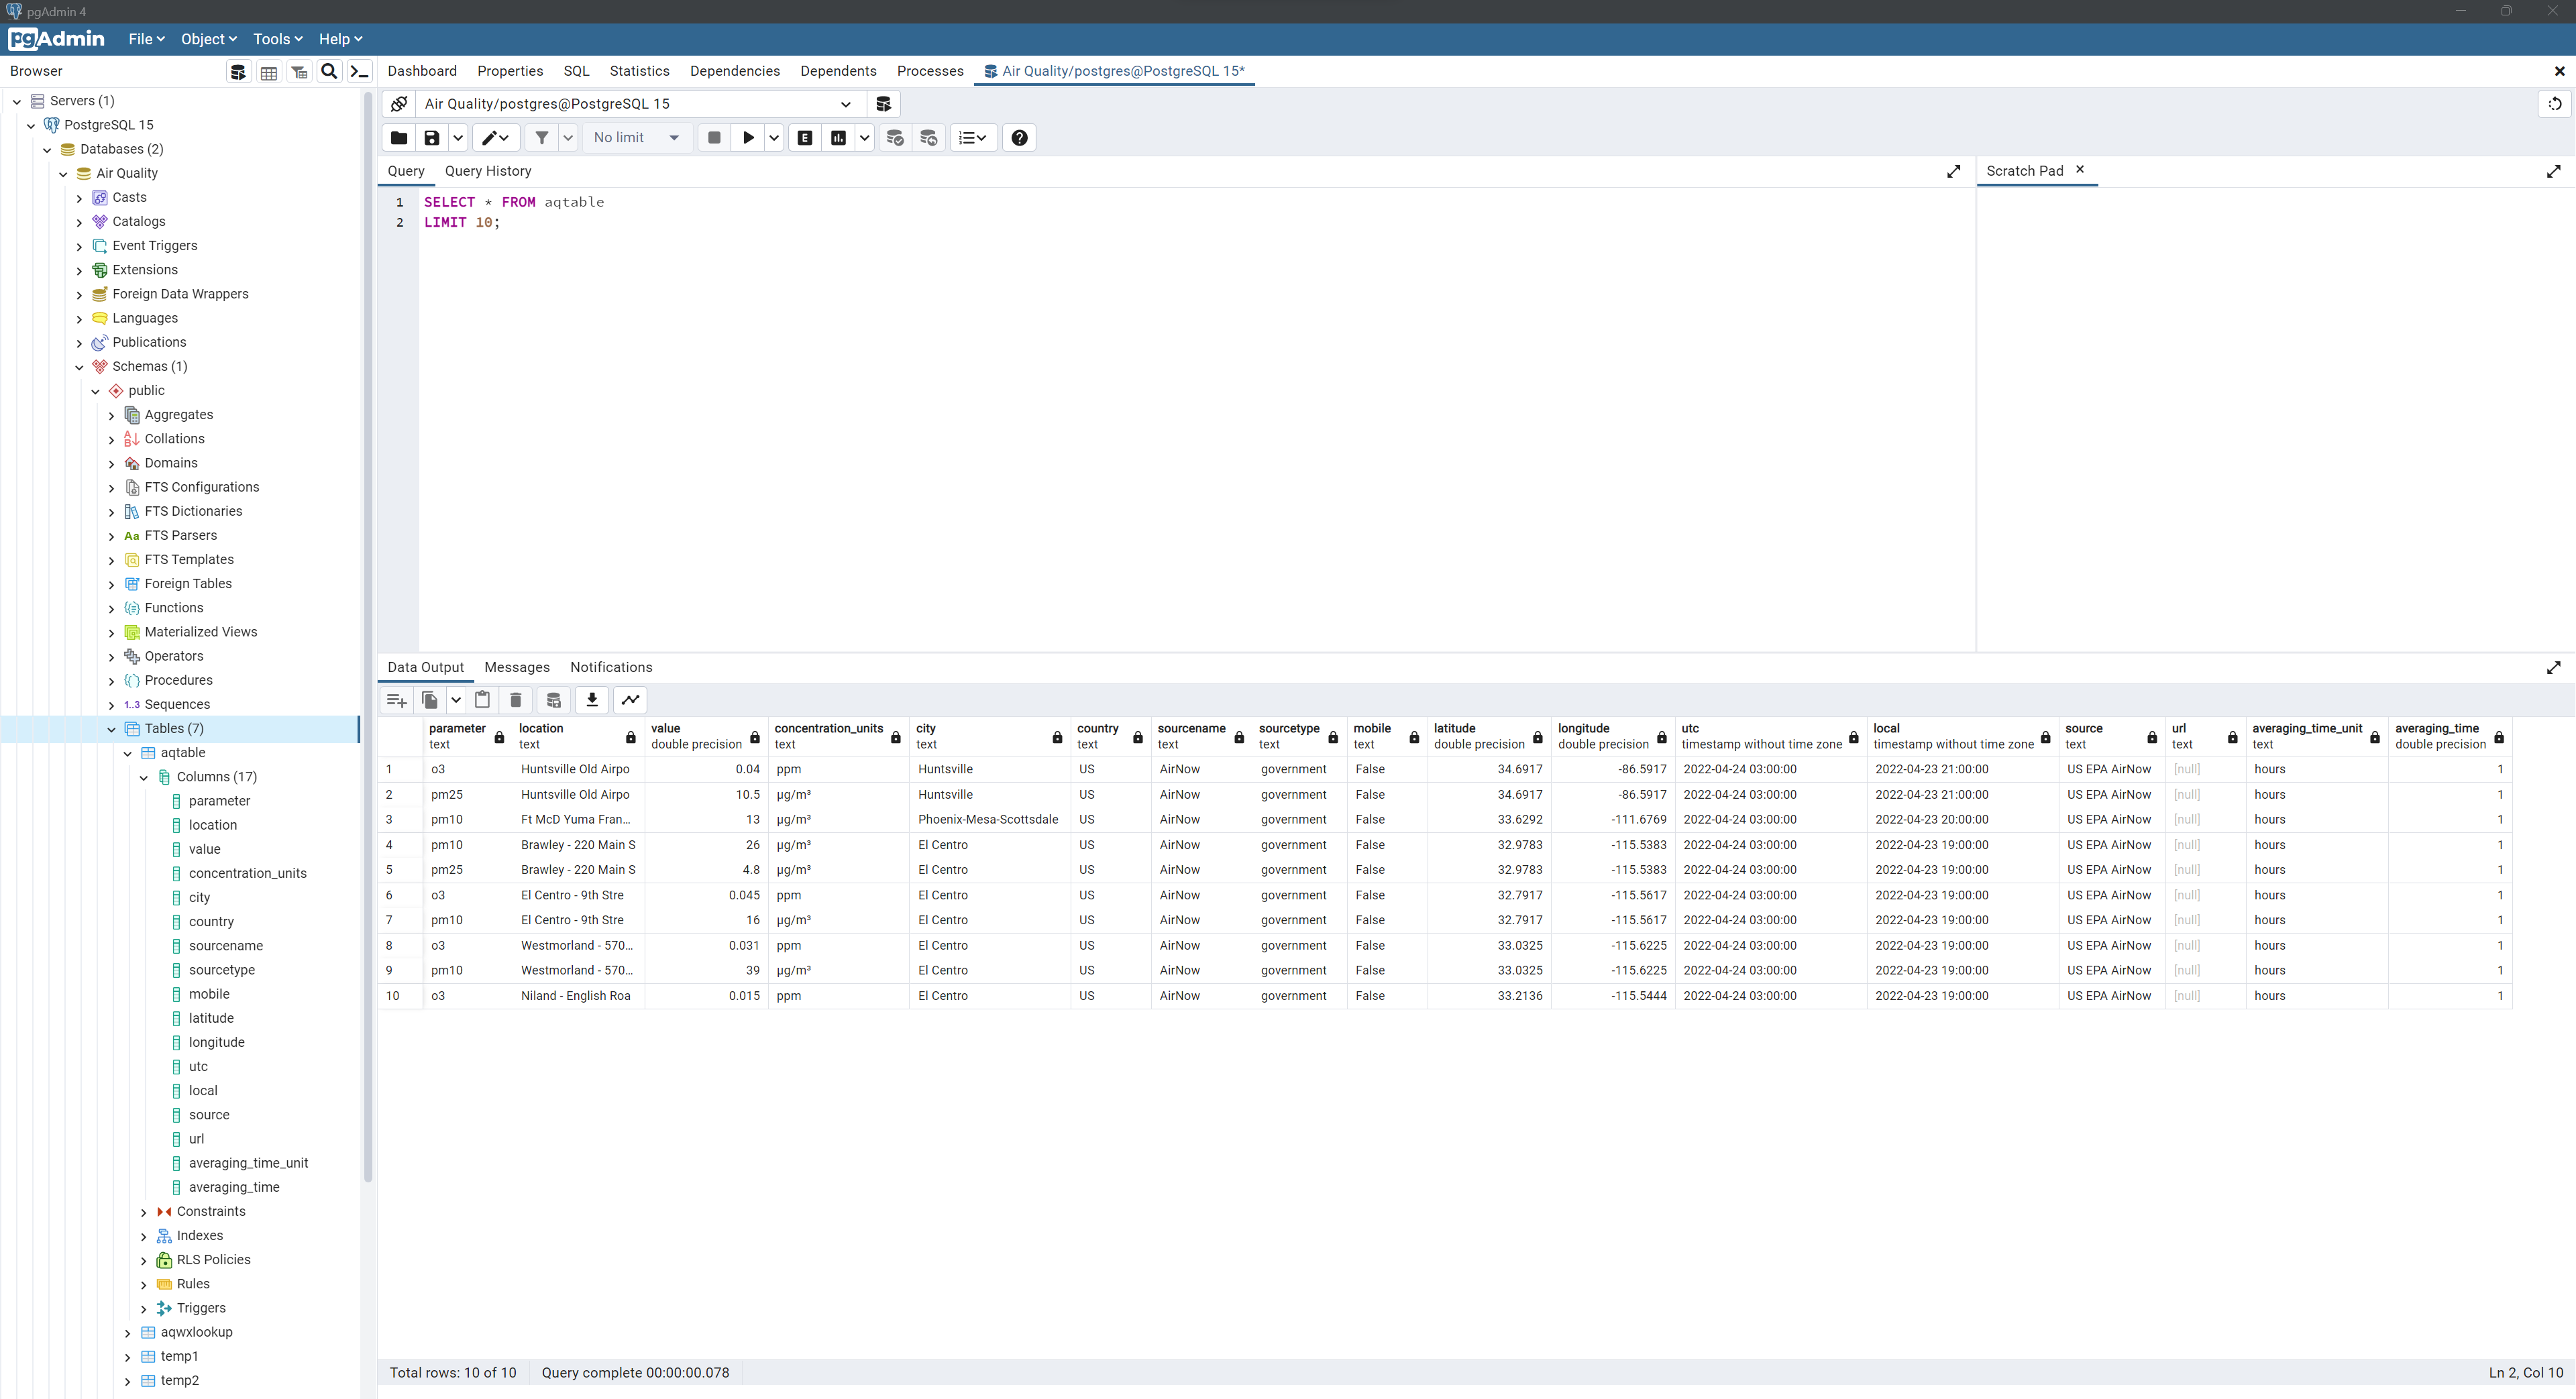 pgAdmin 4
pgAdmin File Object Tools Help
Browser
Dashboard Properties SQL Statistics Dependencies Dependents Processes Air Quality/postgres@PostgreSQL 15*
Servers (1)
PostgreSQL 15
Databases (2)
Air Quality
Casts
Catalogs
Event Triggers
Extensions
Foreign Data Wrappers
Languages
Publications
Schemas (1)
public
Aggregates
Collations
Domains
FTS Configurations
FTS Dictionaries
Aa FTS Parsers
FTS Templates
Foreign Tables
Functions
Materialized Views
Operators
Procedures
1..3 Sequences
Tables (7)
aqtable
Columns (17)
parameter
location
value
concentration_units
city
country
sourcename
sourcetype
mobile
latitude
longitude
utc
local
source
url
averaging_time_unit
averaging_time
Constraints
Indexes
RLS Policies
Rules
Triggers
aqwxlookup
temp1
temp2
Air Quality/postgres@PostgreSQL 15
No limit E
Query Query History
Scratch Pad
1 SELECT * FROM aqtable
2 LIMIT 10;
Data Output Messages Notifications
parameter location value concentration_units city country sourcename sourcetype mobile latitude longitude utc local source url averaging_time_unit averaging_time
text text double precision text text text text text text double precision double precision timestamp without time zone timestamp without time zone text text text double precision
1 o3 Huntsville Old Airpo 0.04 ppm Huntsville US AirNow government False 34.6917 -86.5917 2022-04-24 03:00:00 2022-04-23 21:00:00 US EPA AirNow [null] hours 1
2 pm25 Huntsville Old Airpo 10.5 µg/m³ Huntsville US AirNow government False 34.6917 -86.5917 2022-04-24 03:00:00 2022-04-23 21:00:00 US EPA AirNow [null] hours 1
3 pm10 Ft McD Yuma Fran... 13 µg/m³ Phoenix-Mesa-Scottsdale US AirNow government False 33.6292 -111.6769 2022-04-24 03:00:00 2022-04-23 20:00:00 US EPA AirNow [null] hours 1
4 pm10 Brawley - 220 Main S 26 µg/m³ El Centro US AirNow government False 32.9783 -115.5383 2022-04-24 03:00:00 2022-04-23 19:00:00 US EPA AirNow [null] hours 1
5 pm25 Brawley - 220 Main S 4.8 µg/m³ El Centro US AirNow government False 32.9783 -115.5383 2022-04-24 03:00:00 2022-04-23 19:00:00 US EPA AirNow [null] hours 1
6 o3 El Centro - 9th Stre 0.045 ppm El Centro US AirNow government False 32.7917 -115.5617 2022-04-24 03:00:00 2022-04-23 19:00:00 US EPA AirNow [null] hours 1
7 pm10 El Centro - 9th Stre 16 µg/m³ El Centro US AirNow government False 32.7917 -115.5617 2022-04-24 03:00:00 2022-04-23 19:00:00 US EPA AirNow [null] hours 1
8 o3 Westmorland - 570... 0.031 ppm El Centro US AirNow government False 33.0325 -115.6225 2022-04-24 03:00:00 2022-04-23 19:00:00 US EPA AirNow [null] hours 1
9 pm10 Westmorland - 570... 39 µg/m³ El Centro US AirNow government False 33.0325 -115.6225 2022-04-24 03:00:00 2022-04-23 19:00:00 US EPA AirNow [null] hours 1
10 o3 Niland - English Roa 0.015 ppm El Centro US AirNow government False 33.2136 -115.5444 2022-04-24 03:00:00 2022-04-23 19:00:00 US EPA AirNow [null] hours 1
Total rows: 10 of 10 Query complete 00:00:00.078 Ln 2, Col 10